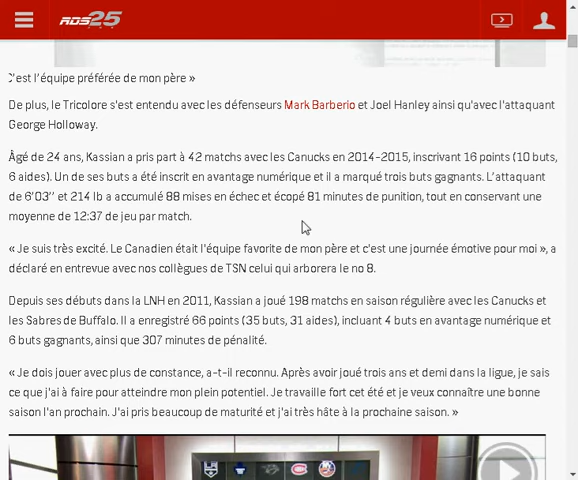 RDS25
C'est l'équipe préférée de mon père »
De plus, le Tricolore s'est entendu avec les défenseurs Mark Barberio et Joel Hanley ainsi qu'avec l'attaquant
George Holloway.
Âgé de 24 ans, Kassian a pris part à 42 matchs avec les Canucks en 2014-2015, inscrivant 16 points (10 buts,
6 aides). Un de ses buts a été inscrit en avantage numérique et il a marqué trois buts gagnants. L'attaquant
de 6'03'' et 214 lb a accumulé 88 mises en échec et écopé 81 minutes de punition, tout en conservant une
moyenne de 12:37 de jeu par match.
« Je suis très excité. Le Canadien était l'équipe favorite de mon père et c'est une journée émotive pour moi », a
déclaré en entrevue avec nos collègues de TSN celui qui arborera le no 8.
Depuis ses débuts dans la LNH en 2011, Kassian a joué 198 matchs en saison régulière avec les Canucks et
les Sabres de Buffalo. Il a enregistré 66 points (35 buts, 31 aides), incluant 4 buts en avantage numérique et
6 buts gagnants, ainsi que 307 minutes de pénalité.
« Je dois jouer avec plus de constance, a-t-il reconnu. Après avoir joué trois ans et demi dans la ligue, je sais
ce que j'ai à faire pour atteindre mon plein potentiel. Je travaille fort cet été et je veux connaître une bonne
saison l'an prochain. J'ai pris beaucoup de maturité et j'ai très hâte à la prochaine saison. »